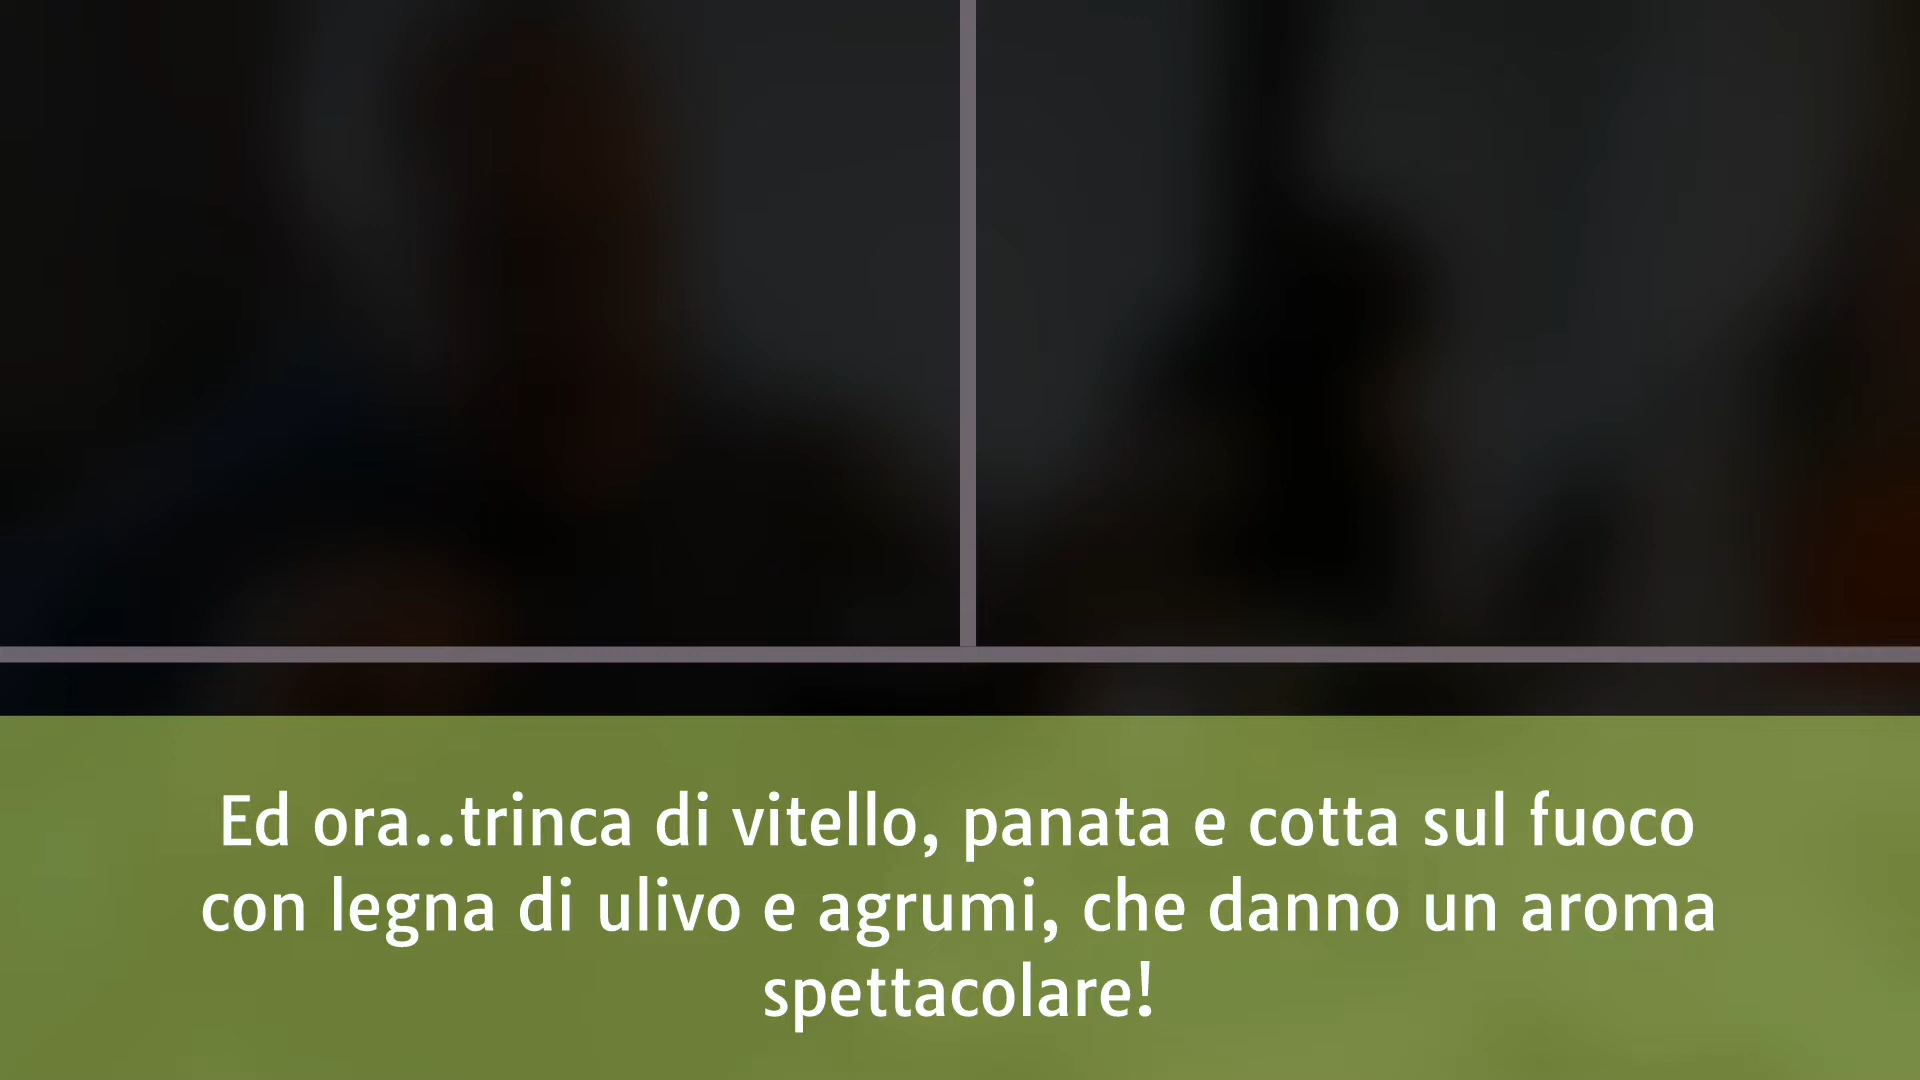 Ed ora..trinca di vitello, panata e cotta sul fuoco
con legna di ulivo e agrumi, che danno un aroma
spettacolare!